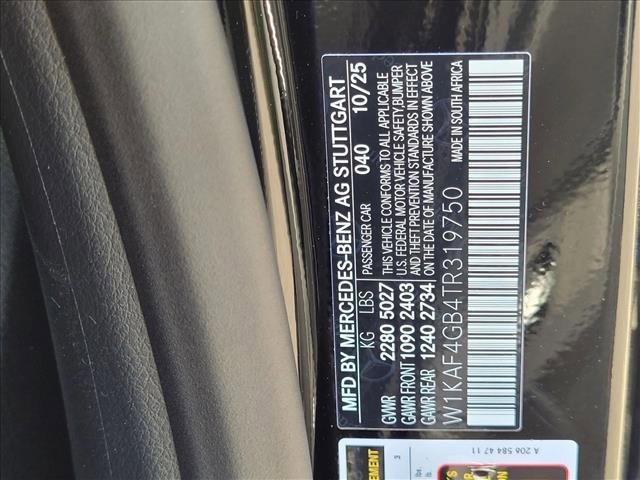 MFD BY MERCEDES-BENZ AG STUTTGART
PASSENGER CAR 040 10/25
KG LBS
GVWR 2280 5027
GAWR FRONT 1090 2403
GAWR REAR 1240 2734
THIS VEHICLE CONFORMS TO ALL APPLICABLE
U.S. FEDERAL MOTOR VEHICLE SAFETY,BUMPER
AND THEFT PREVENTION STANDARDS IN EFFECT
ON THE DATE OF MANUFACTURE SHOWN ABOVE
W1KAF4GB4TR319750
MADE IN SOUTH AFRICA
A 206 584 47 11
3
lbs.
lb.